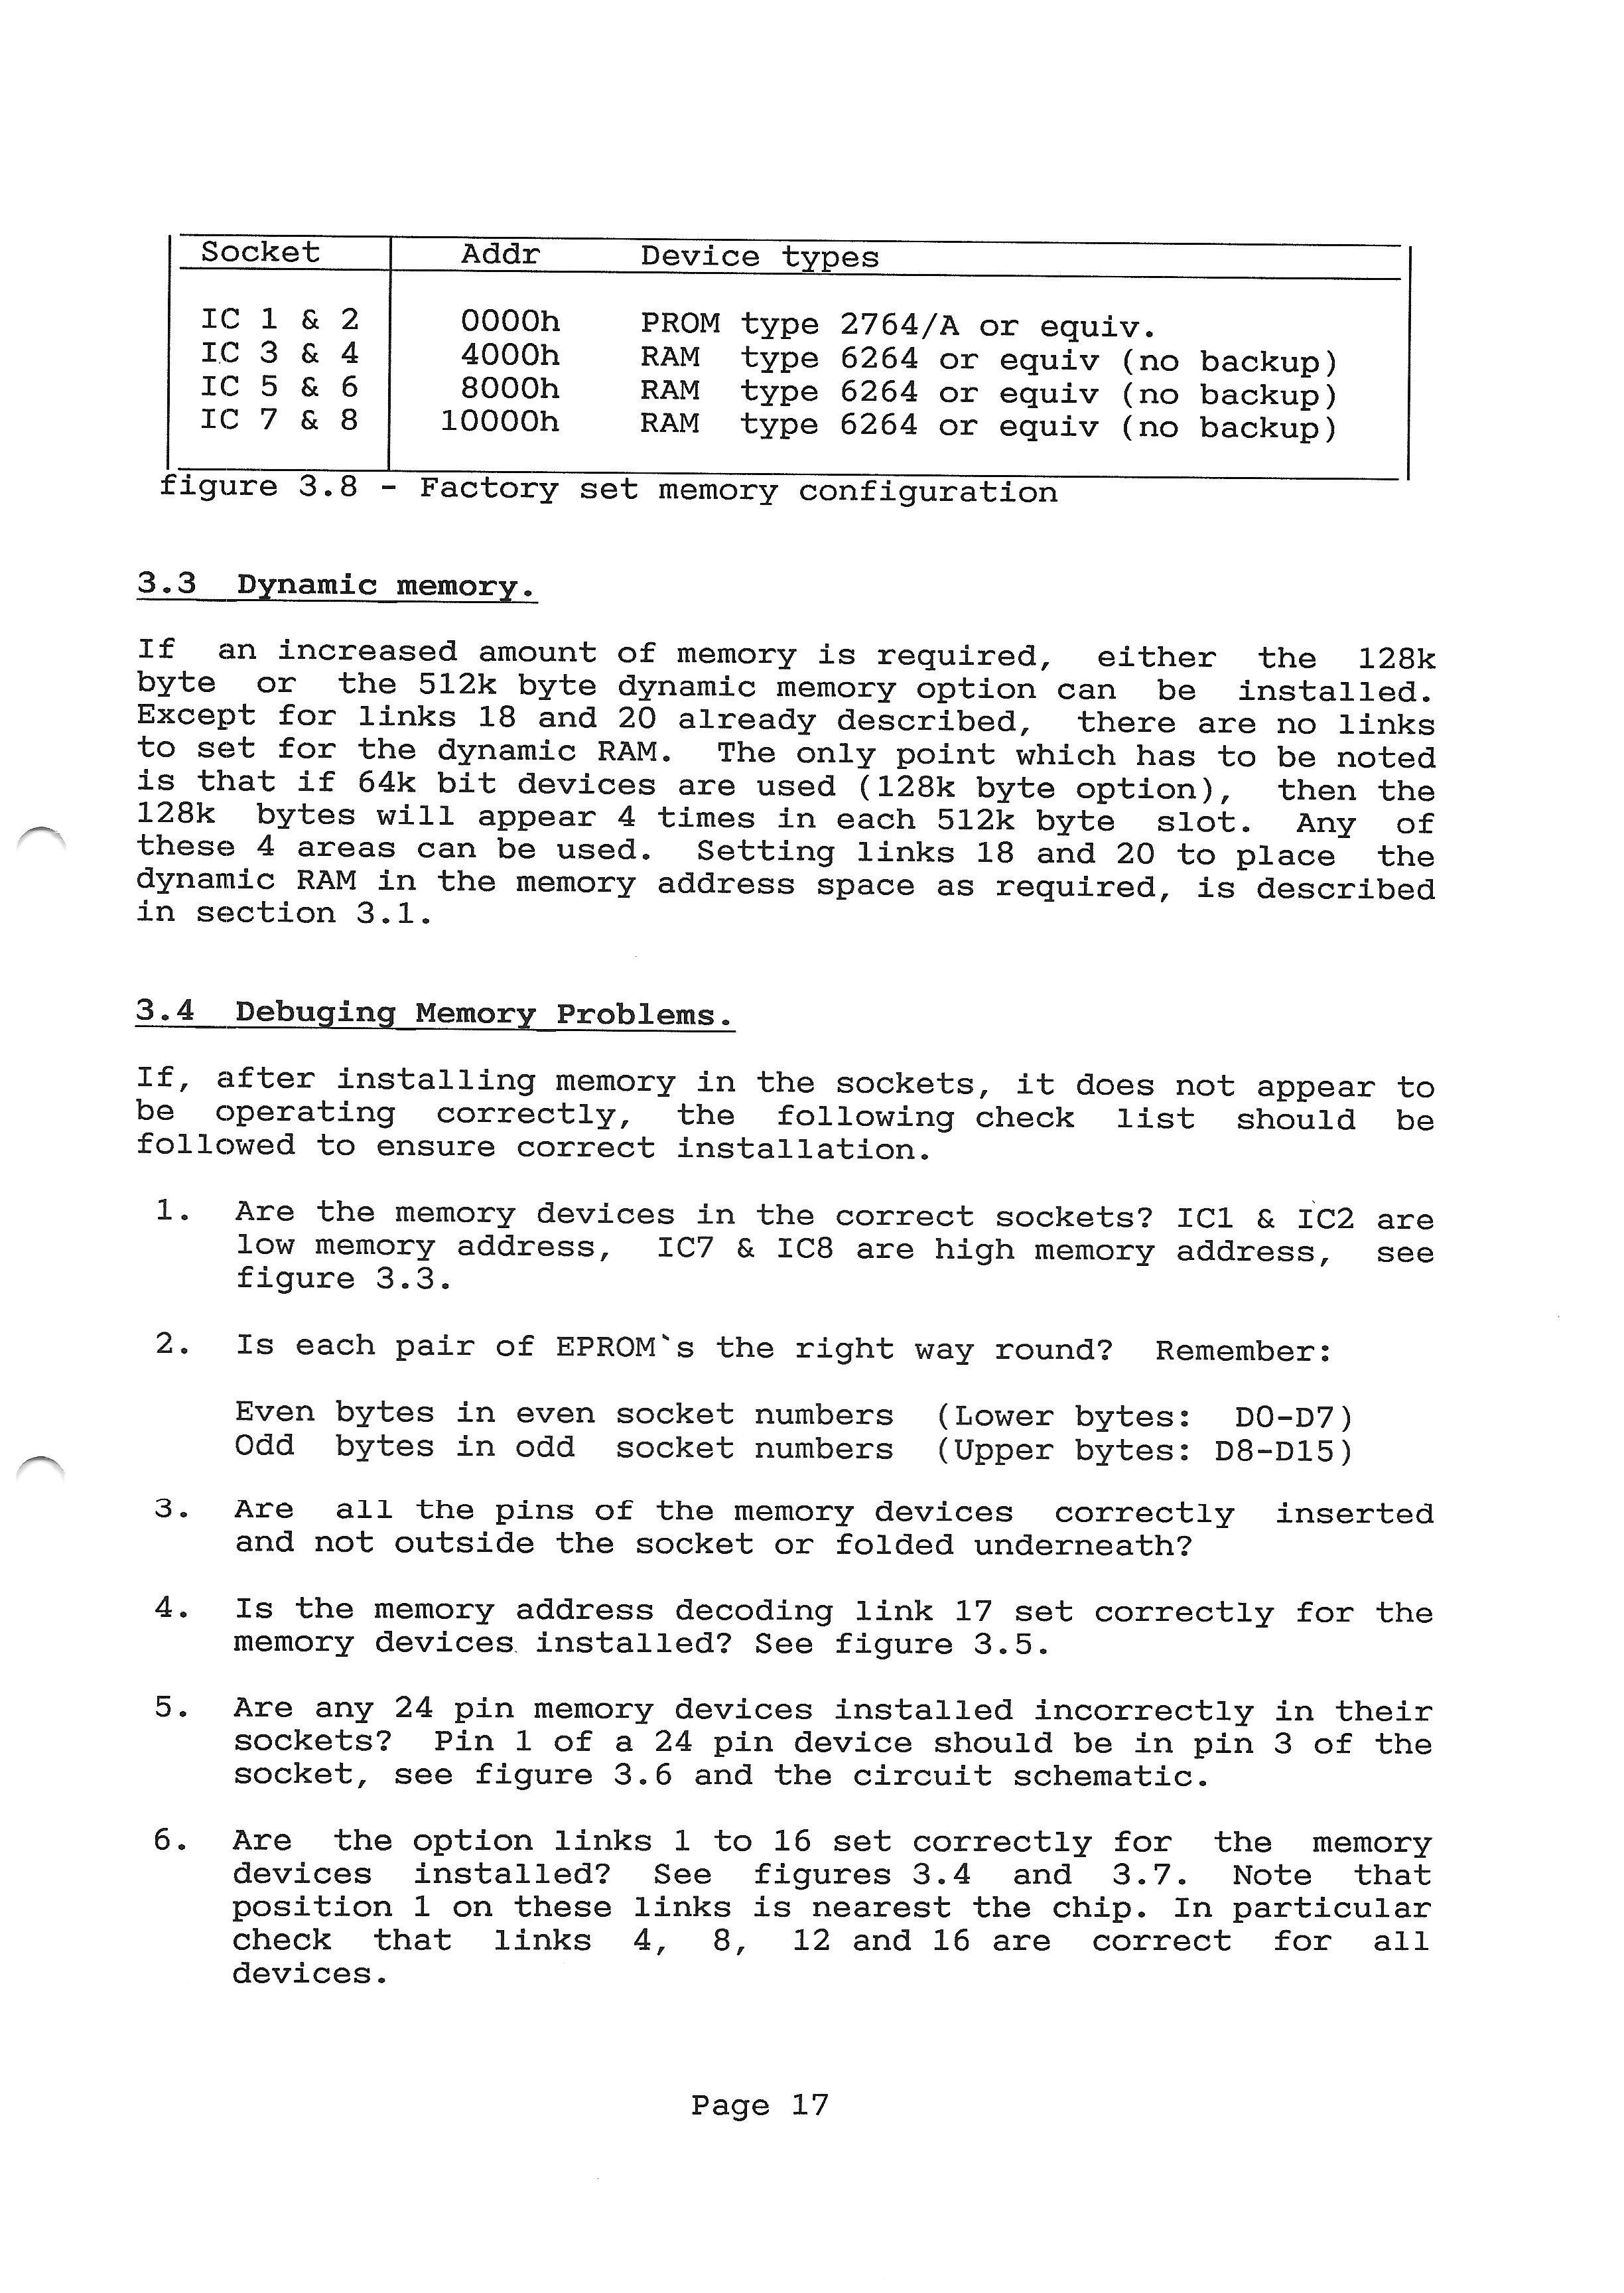 Socket Addr Device types
IC 1 & 2 0000h PROM type 2764/A or equiv.
IC 3 & 4 4000h RAM type 6264 or equiv (no backup)
IC 5 & 6 8000h RAM type 6264 or equiv (no backup)
IC 7 & 8 10000h RAM type 6264 or equiv (no backup)
figure 3.8 - Factory set memory configuration
3.3 Dynamic memory.
If an increased amount of memory is required, either the 128k
byte or the 512k byte dynamic memory option can be installed.
Except for links 18 and 20 already described, there are no links
to set for the dynamic RAM. The only point which has to be noted
is that if 64k bit devices are used (128k byte option), then the
128k bytes will appear 4 times in each 512k byte slot. Any of
these 4 areas can be used. Setting links 18 and 20 to place the
dynamic RAM in the memory address space as required, is described
in section 3.1.
3.4 Debuging Memory Problems.
If, after installing memory in the sockets, it does not appear to
be operating correctly, the following check list should be
followed to ensure correct installation.
1. Are the memory devices in the correct sockets? IC1 & IC2 are
low memory address, IC7 & IC8 are high memory address, see
figure 3.3.
2. Is each pair of EPROM`s the right way round? Remember:
Even bytes in even socket numbers (Lower bytes: D0-D7)
Odd bytes in odd socket numbers (Upper bytes: D8-D15)
3. Are all the pins of the memory devices correctly inserted
and not outside the socket or folded underneath?
4. Is the memory address decoding link 17 set correctly for the
memory devices installed? See figure 3.5.
5. Are any 24 pin memory devices installed incorrectly in their
sockets? Pin 1 of a 24 pin device should be in pin 3 of the
socket, see figure 3.6 and the circuit schematic.
6. Are the option links 1 to 16 set correctly for the memory
devices installed? See figures 3.4 and 3.7. Note that
position 1 on these links is nearest the chip. In particular
check that links 4, 8, 12 and 16 are correct for all
devices.
Page 17